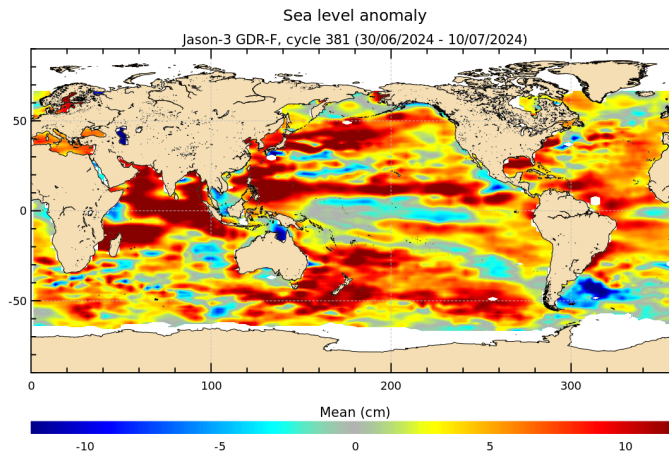 Sea level anomaly
Jason-3 GDR-F, cycle 381 (30/06/2024 - 10/07/2024)
50
0
-50
0 100 200 300
Mean (cm)
-10 -5 0 5 10